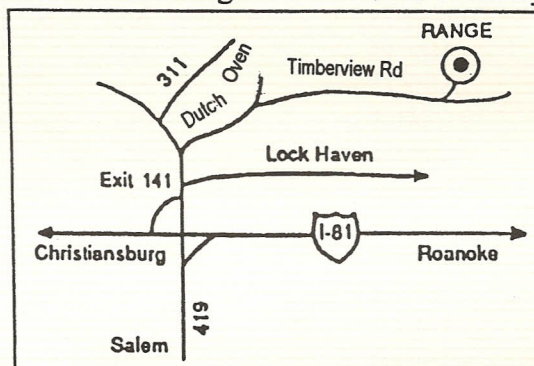 RANGE
311
Dutch Oven
Timberview Rd
Lock Haven
Exit 141
I-81
Christiansburg
Roanoke
419
Salem